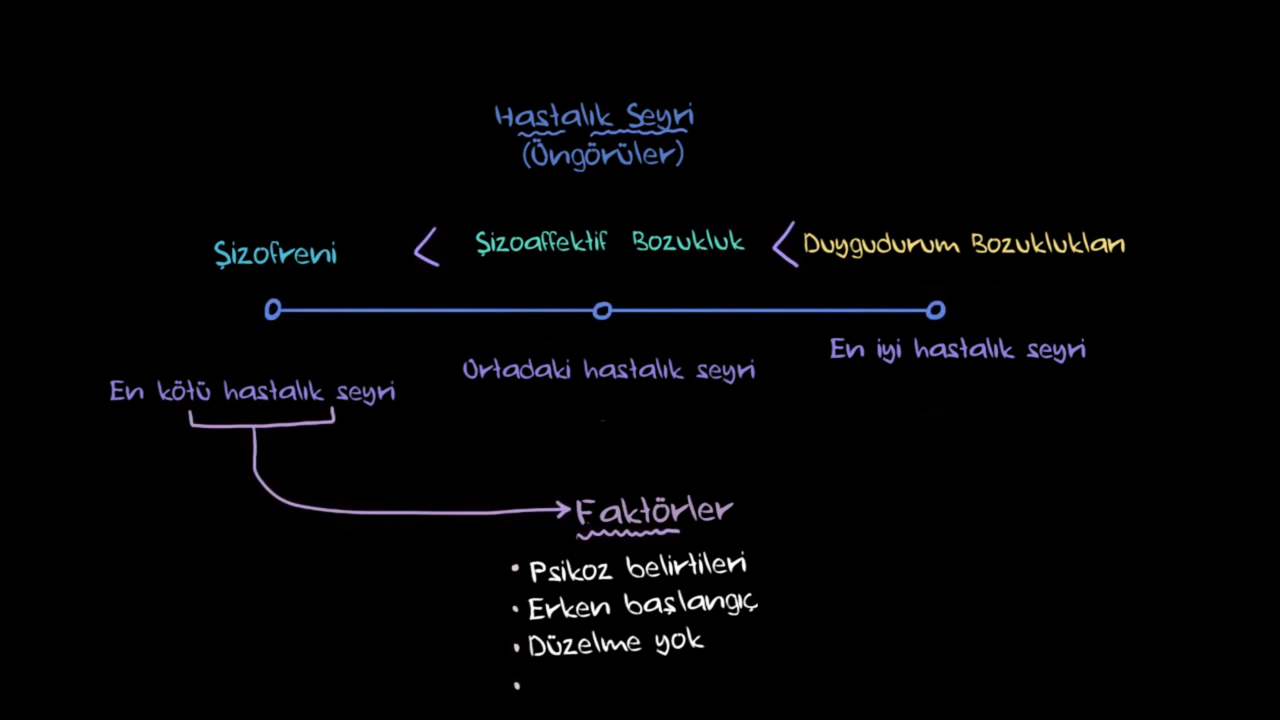 Hastalık Seyri
(Üngörüler)
Şizofreni < Şizoaffektif Bozukluk < Duygudurum Bozuklukları
En iyi hastalık seyri
Ortadaki hastalık seyri
En kötü hastalık seyri
Faktörler
• Psikoz belirtileri
• Erken başlangıç
• Düzelme yok
•